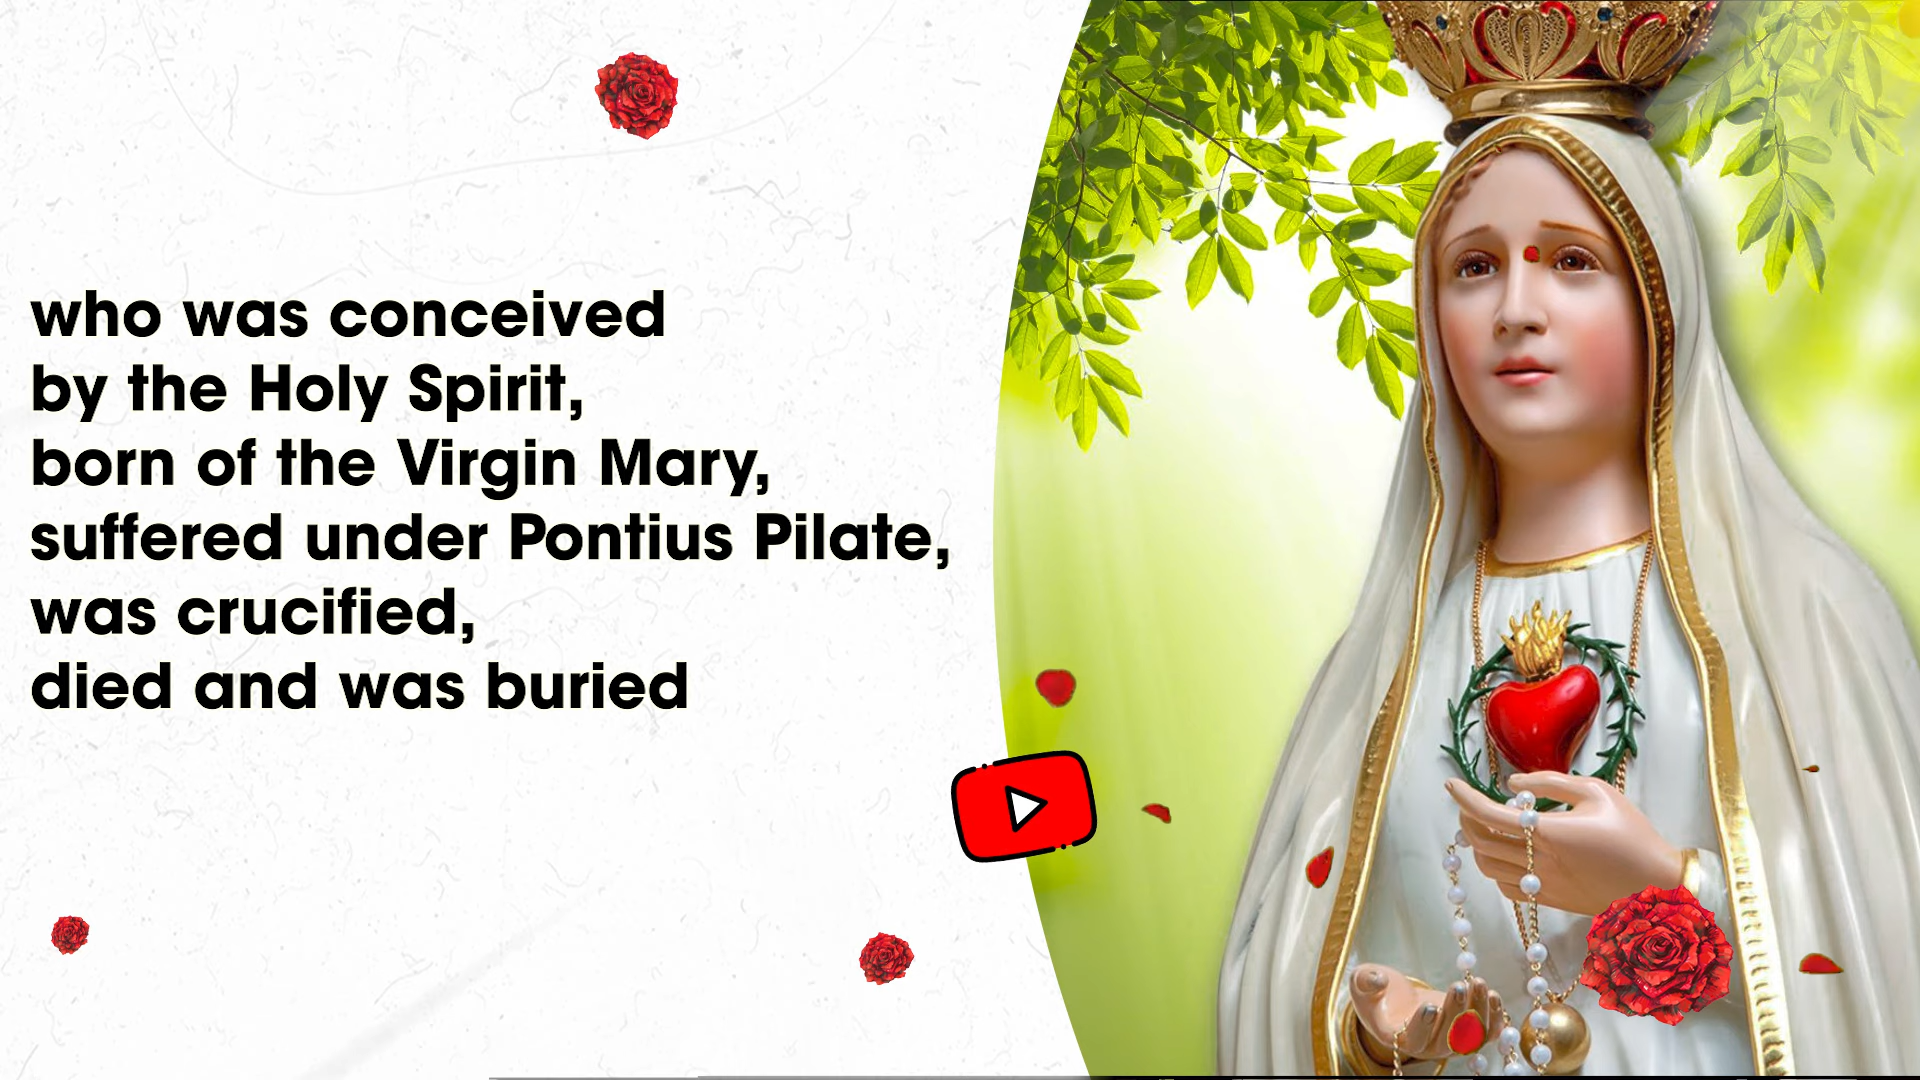 who was conceived
by the Holy Spirit,
born of the Virgin Mary,
suffered under Pontius Pilate,
was crucified,
died and was buried